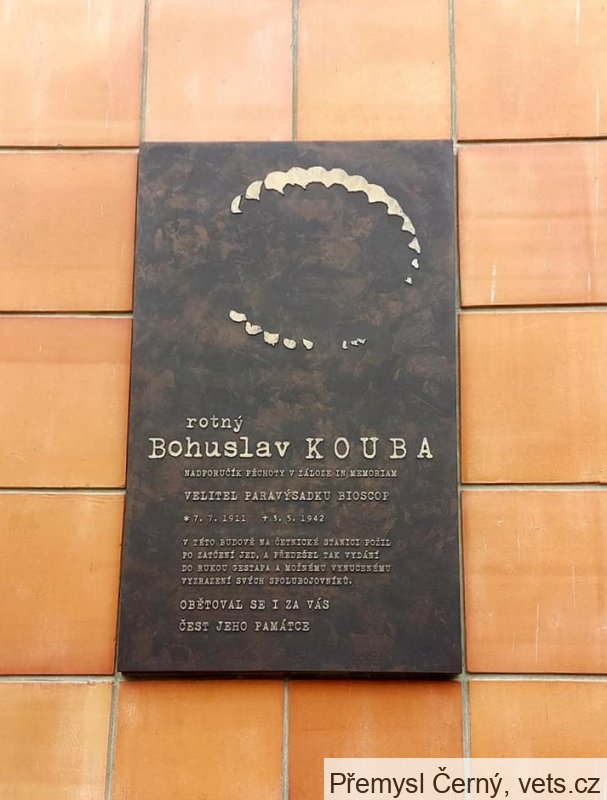 rotný
Bohuslav KOUBA
NADPORUČÍK PĚCHOTY V ZÁLOZE IN MEMORIAM
VELITEL PARAVÝSADKU BIOSCOP
* 7. 7. 1911 + 3. 5. 1942
V TÉTO BUDOVĚ NA ČETNICKÉ STANICI POŽIL
PO ZATČENÍ JED, A PŘEDEŠEL TAK VYDÁNÍ
DO RUKOU GESTAPA A MOŽNÉMU VYNUCENÉMU
VYZRAZENÍ SVÝCH SPOLUBOJOVNÍKŮ.
OBĚTOVAL SE I ZA VÁS
ČEST JEHO PAMÁTCE
Přemysl Černý, vets.cz